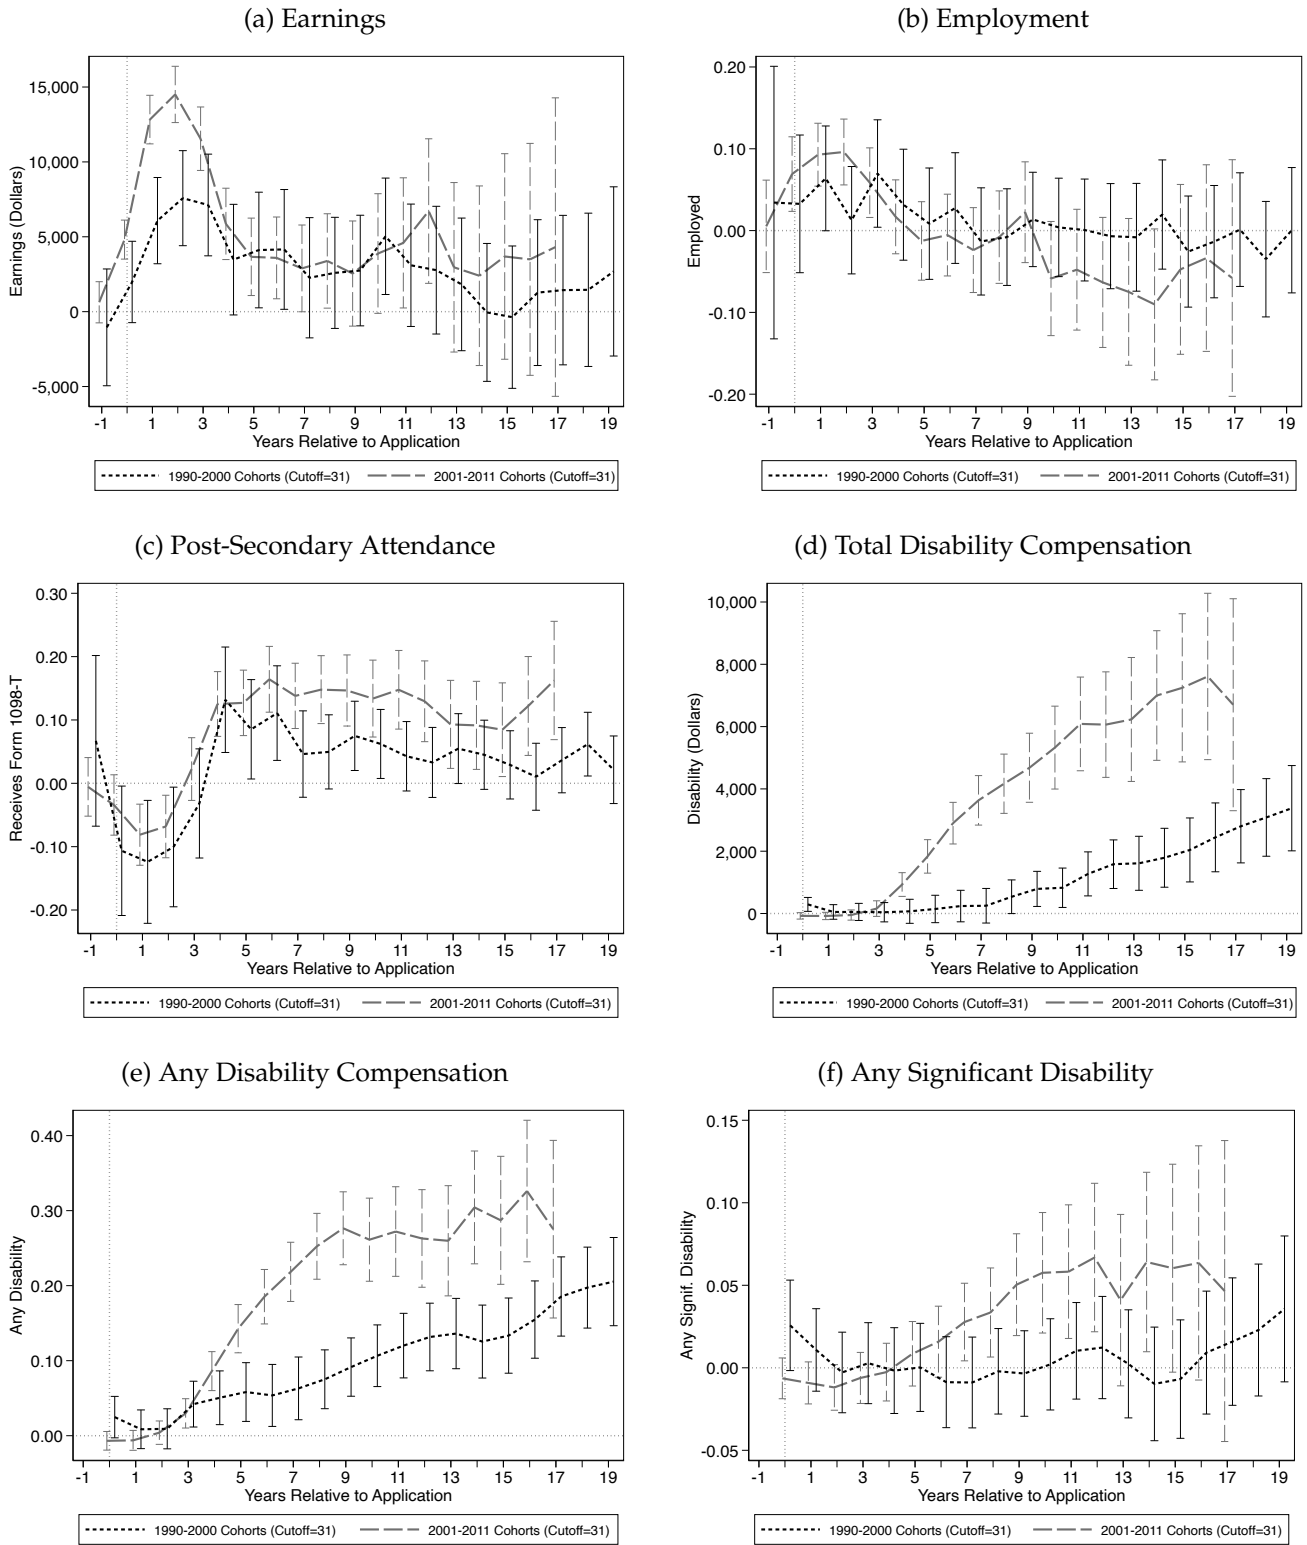 (a) Earnings
Earnings (Dollars)
15,000
10,000
5,000
0
-5,000
-1 1 3 5 7 9 11 13 15 17 19
Years Relative to Application
1990-2000 Cohorts (Cutoff=31) 2001-2011 Cohorts (Cutoff=31)
(b) Employment
Employed
0.20
0.10
0.00
-0.10
-0.20
-1 1 3 5 7 9 11 13 15 17 19
Years Relative to Application
1990-2000 Cohorts (Cutoff=31) 2001-2011 Cohorts (Cutoff=31)
(c) Post-Secondary Attendance
Receives Form 1098-T
0.30
0.20
0.10
0.00
-0.10
-0.20
-1 1 3 5 7 9 11 13 15 17 19
Years Relative to Application
1990-2000 Cohorts (Cutoff=31) 2001-2011 Cohorts (Cutoff=31)
(d) Total Disability Compensation
Disability (Dollars)
10,000
8,000
6,000
4,000
2,000
0
-1 1 3 5 7 9 11 13 15 17 19
Years Relative to Application
1990-2000 Cohorts (Cutoff=31) 2001-2011 Cohorts (Cutoff=31)
(e) Any Disability Compensation
Any Disability
0.40
0.30
0.20
0.10
0.00
-1 1 3 5 7 9 11 13 15 17 19
Years Relative to Application
1990-2000 Cohorts (Cutoff=31) 2001-2011 Cohorts (Cutoff=31)
(f) Any Significant Disability
Any Signif. Disability
0.15
0.10
0.05
0.00
-0.05
-1 1 3 5 7 9 11 13 15 17 19
Years Relative to Application
1990-2000 Cohorts (Cutoff=31) 2001-2011 Cohorts (Cutoff=31)